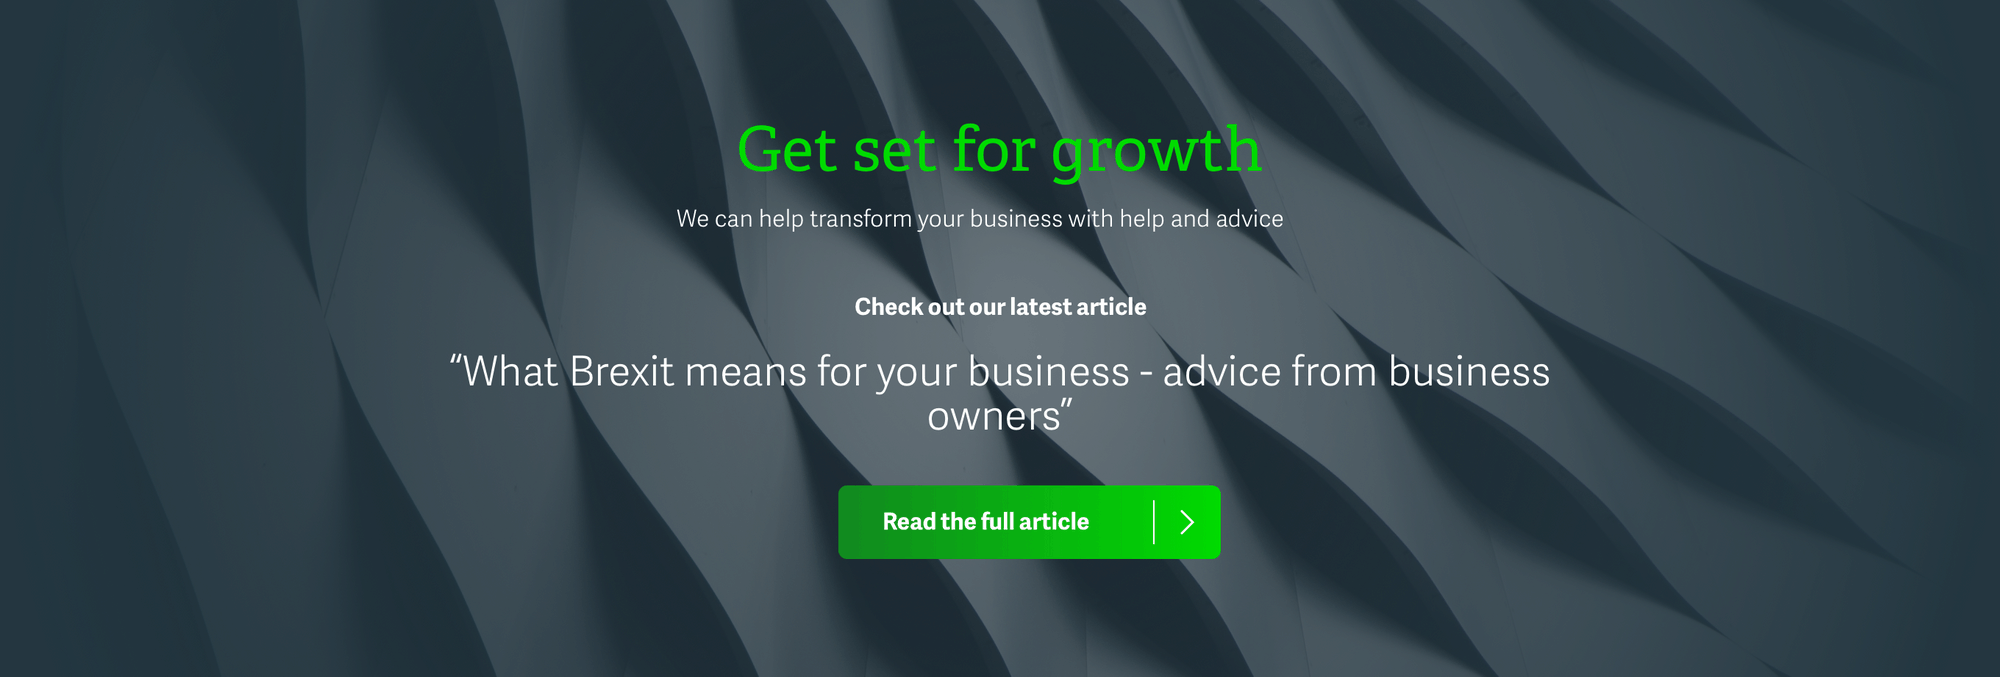 Get set for growth
We can help transform your business with help and advice
Check out our latest article
“What Brexit means for your business - advice from business
owners”
Read the full article